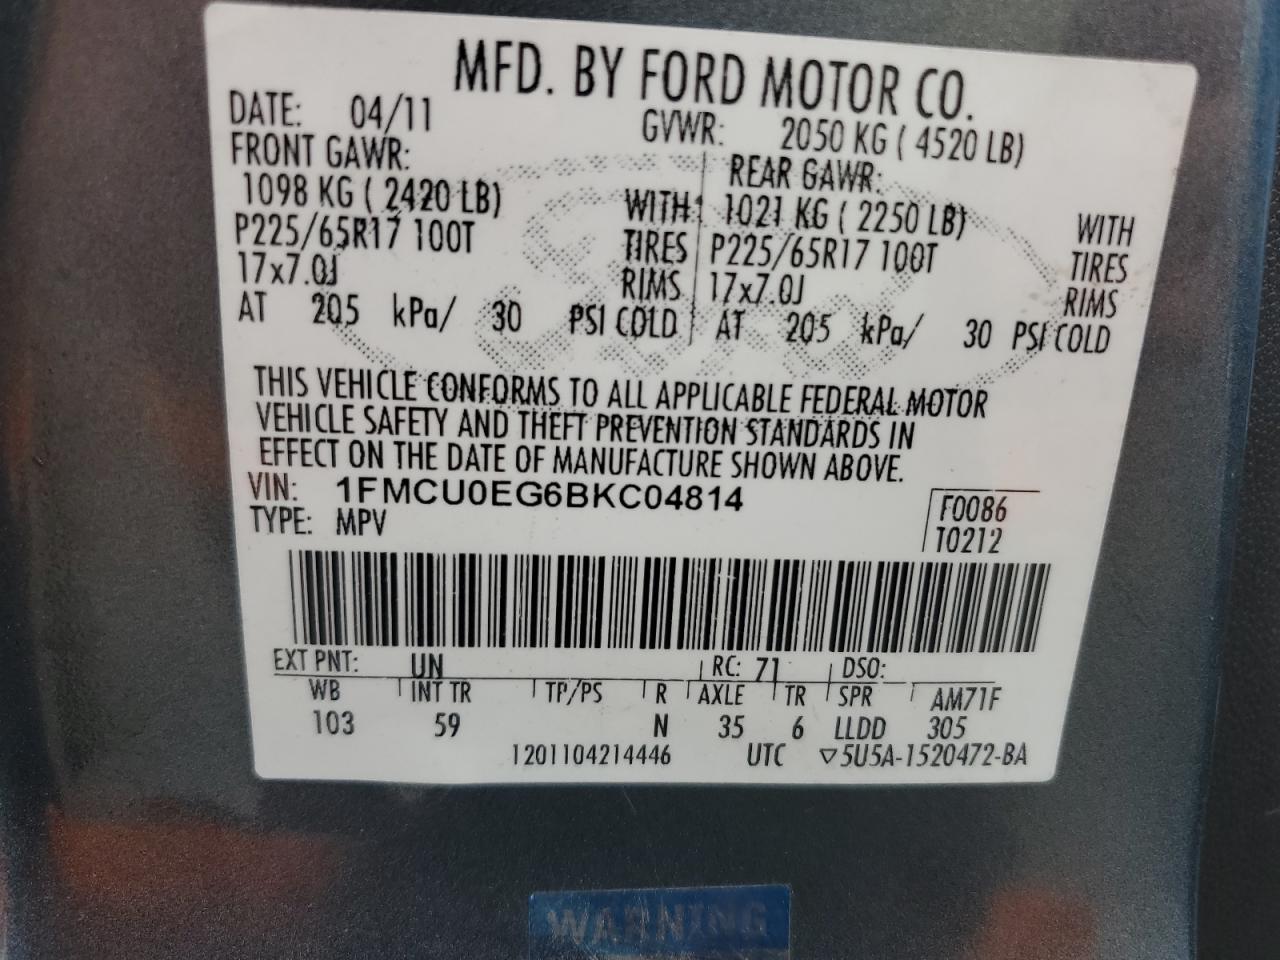 MFD. BY FORD MOTOR CO.
DATE: 04/11 GVWR: 2050 KG ( 4520 LB)
FRONT GAWR: REAR GAWR:
1098 KG ( 2420 LB) WITH 1021 KG ( 2250 LB) WITH
P225/65R17 100T TIRES P225/65R17 100T TIRES
17x7.0J RIMS 17x7.0J RIMS
AT 205 kPa/ 30 PSI COLD AT 205 kPa/ 30 PSI COLD
THIS VEHICLE CONFORMS TO ALL APPLICABLE FEDERAL MOTOR
VEHICLE SAFETY AND THEFT PREVENTION STANDARDS IN
EFFECT ON THE DATE OF MANUFACTURE SHOWN ABOVE.
VIN: 1FMCU0EG6BKC04814 F0086
TYPE: MPV T0212
EXT PNT: UN RC: 71 DSO:
WB INT TR TP/PS R AXLE TR SPR AM71F
103 59 N 35 6 LLDD 305
1201104214446 UTC ▽5U5A-1520472-BA
WARNING